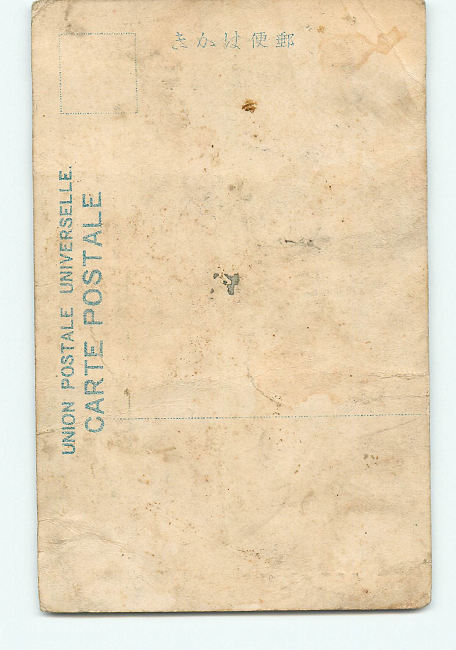 郵便はかき
UNION POSTALE UNIVERSELLE.
CARTE POSTALE